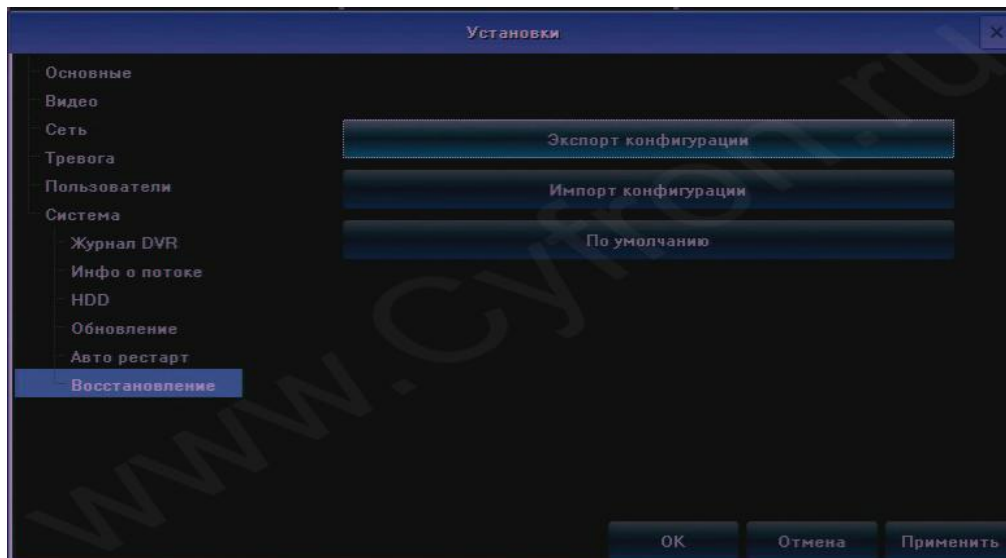 Установки
Основные
Видео
Сеть
Тревога
Пользователи
Система
Журнал DVR
Инфо о потоке
HDD
Обновление
Авто рестарт
Восстановление
Экспорт конфигурации
Импорт конфигурации
По умолчанию
OK
Отмена
Применить
www.Cyfron.ru